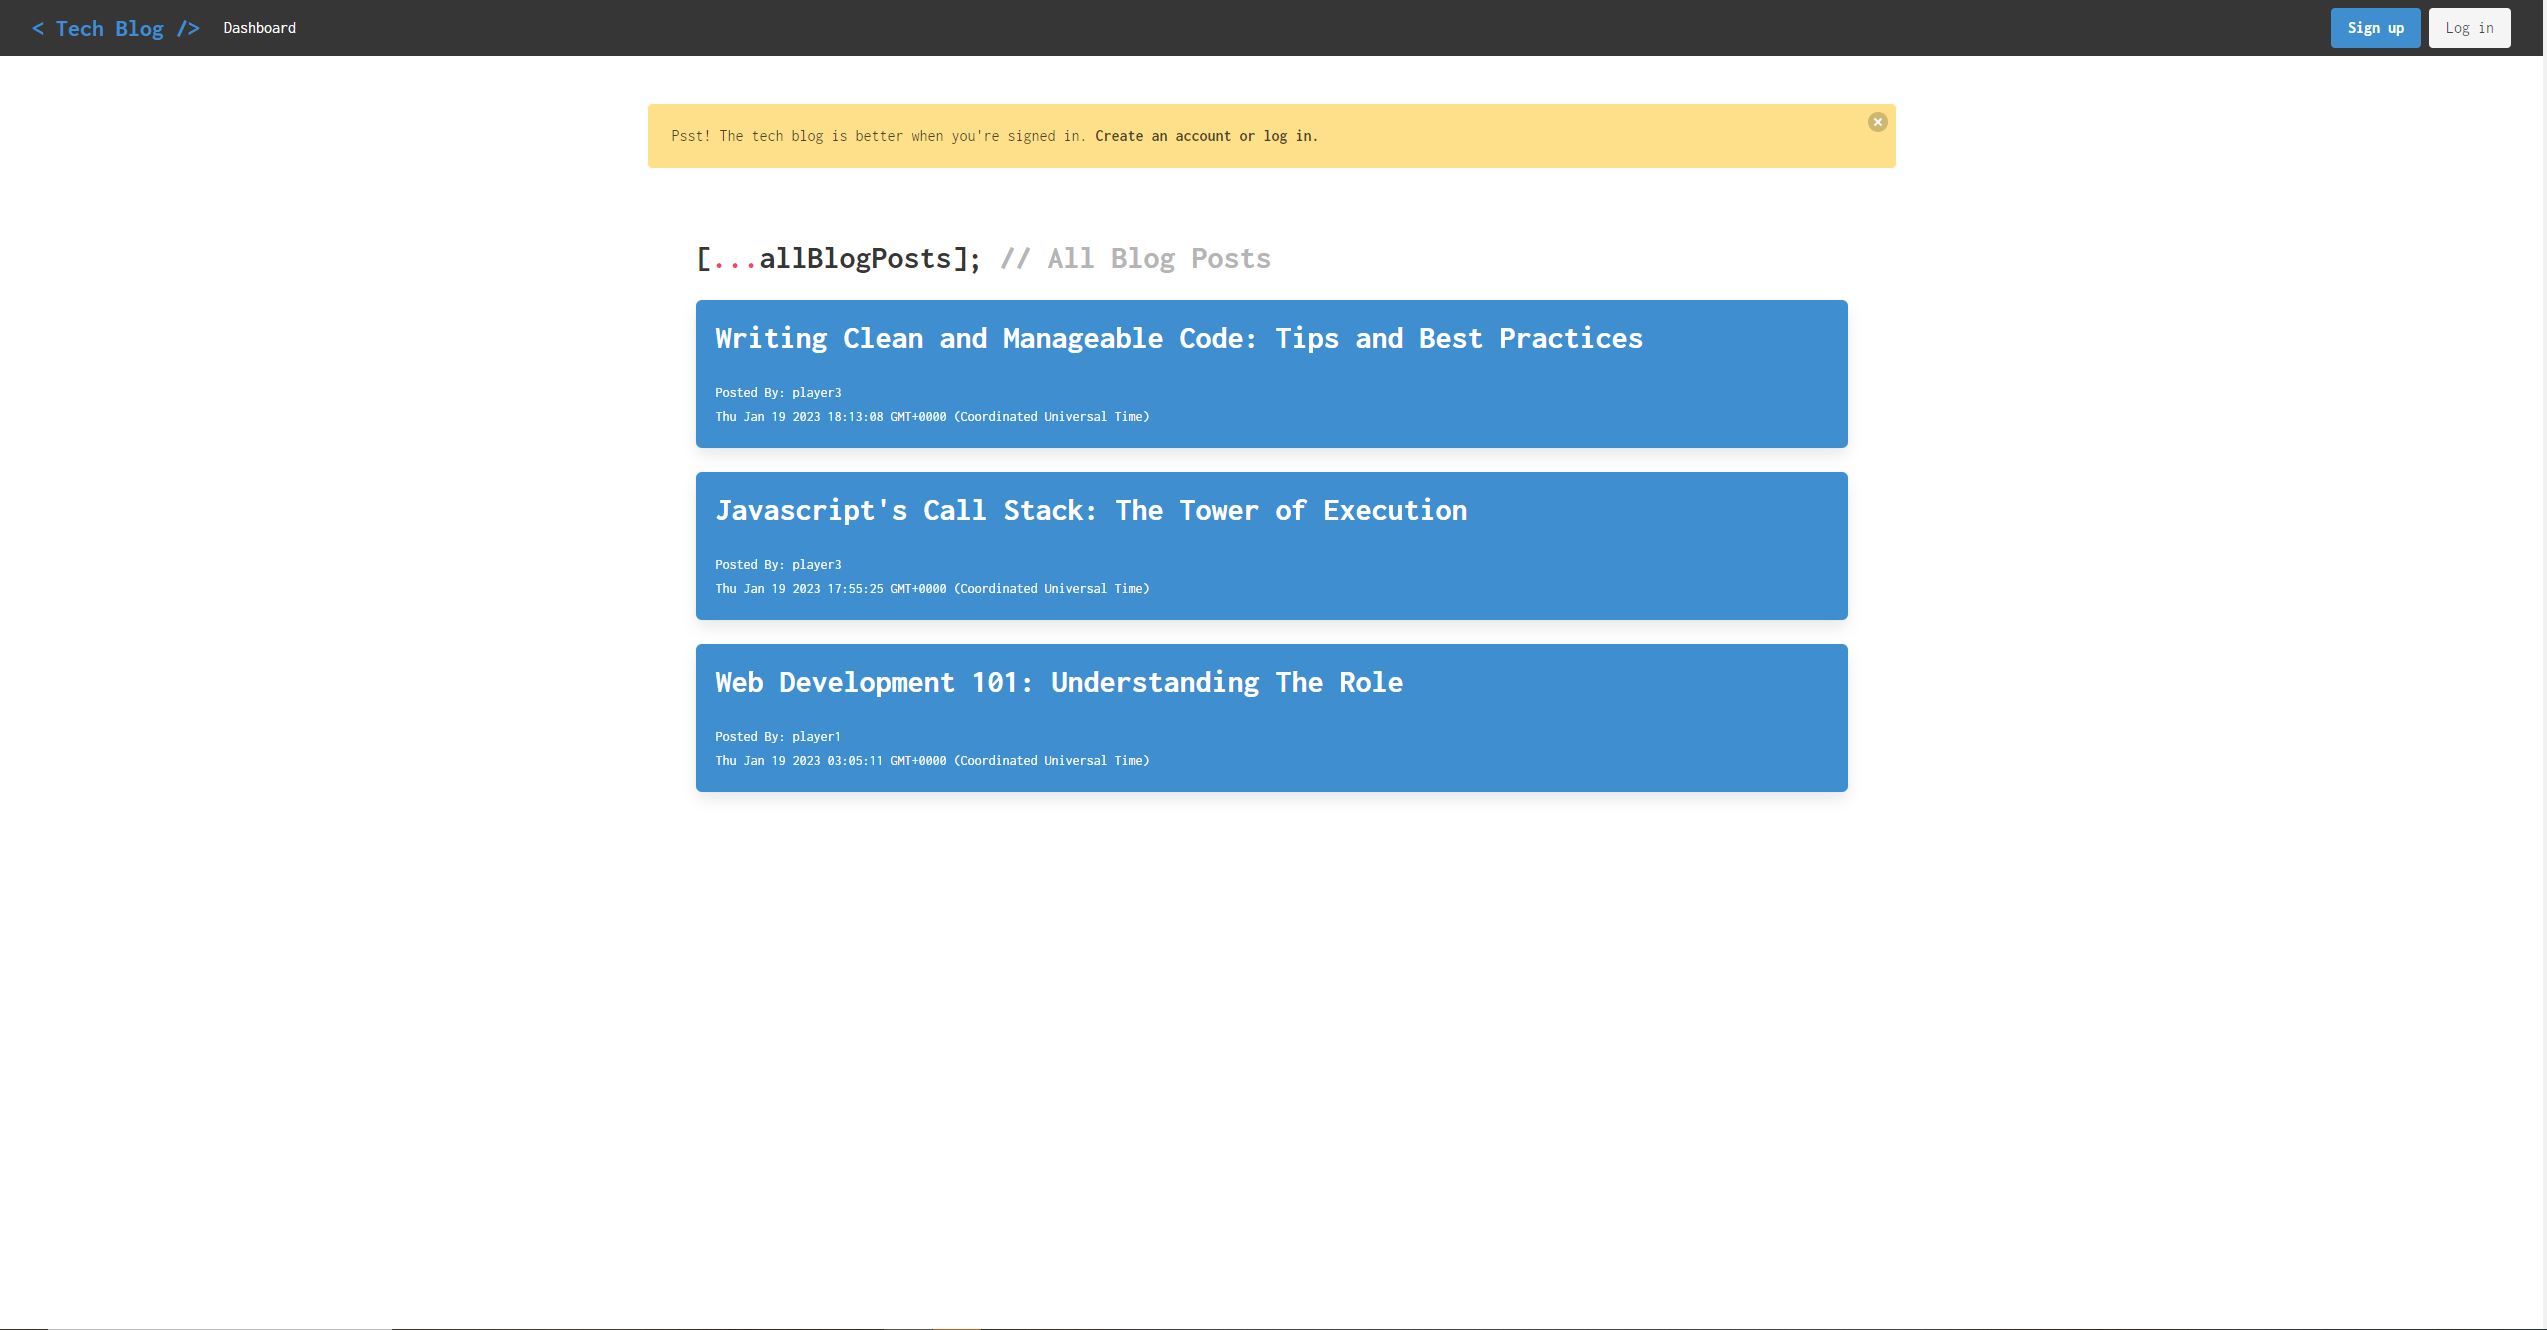 < Tech Blog />
Dashboard
Sign up
Log in
Psst! The tech blog is better when you're signed in. Create an account or log in.
[...allBlogPosts]; // All Blog Posts
Writing Clean and Manageable Code: Tips and Best Practices
Posted By: player3
Thu Jan 19 2023 18:13:08 GMT+0000 (Coordinated Universal Time)
Javascript's Call Stack: The Tower of Execution
Posted By: player3
Thu Jan 19 2023 17:55:25 GMT+0000 (Coordinated Universal Time)
Web Development 101: Understanding The Role
Posted By: player1
Thu Jan 19 2023 03:05:11 GMT+0000 (Coordinated Universal Time)